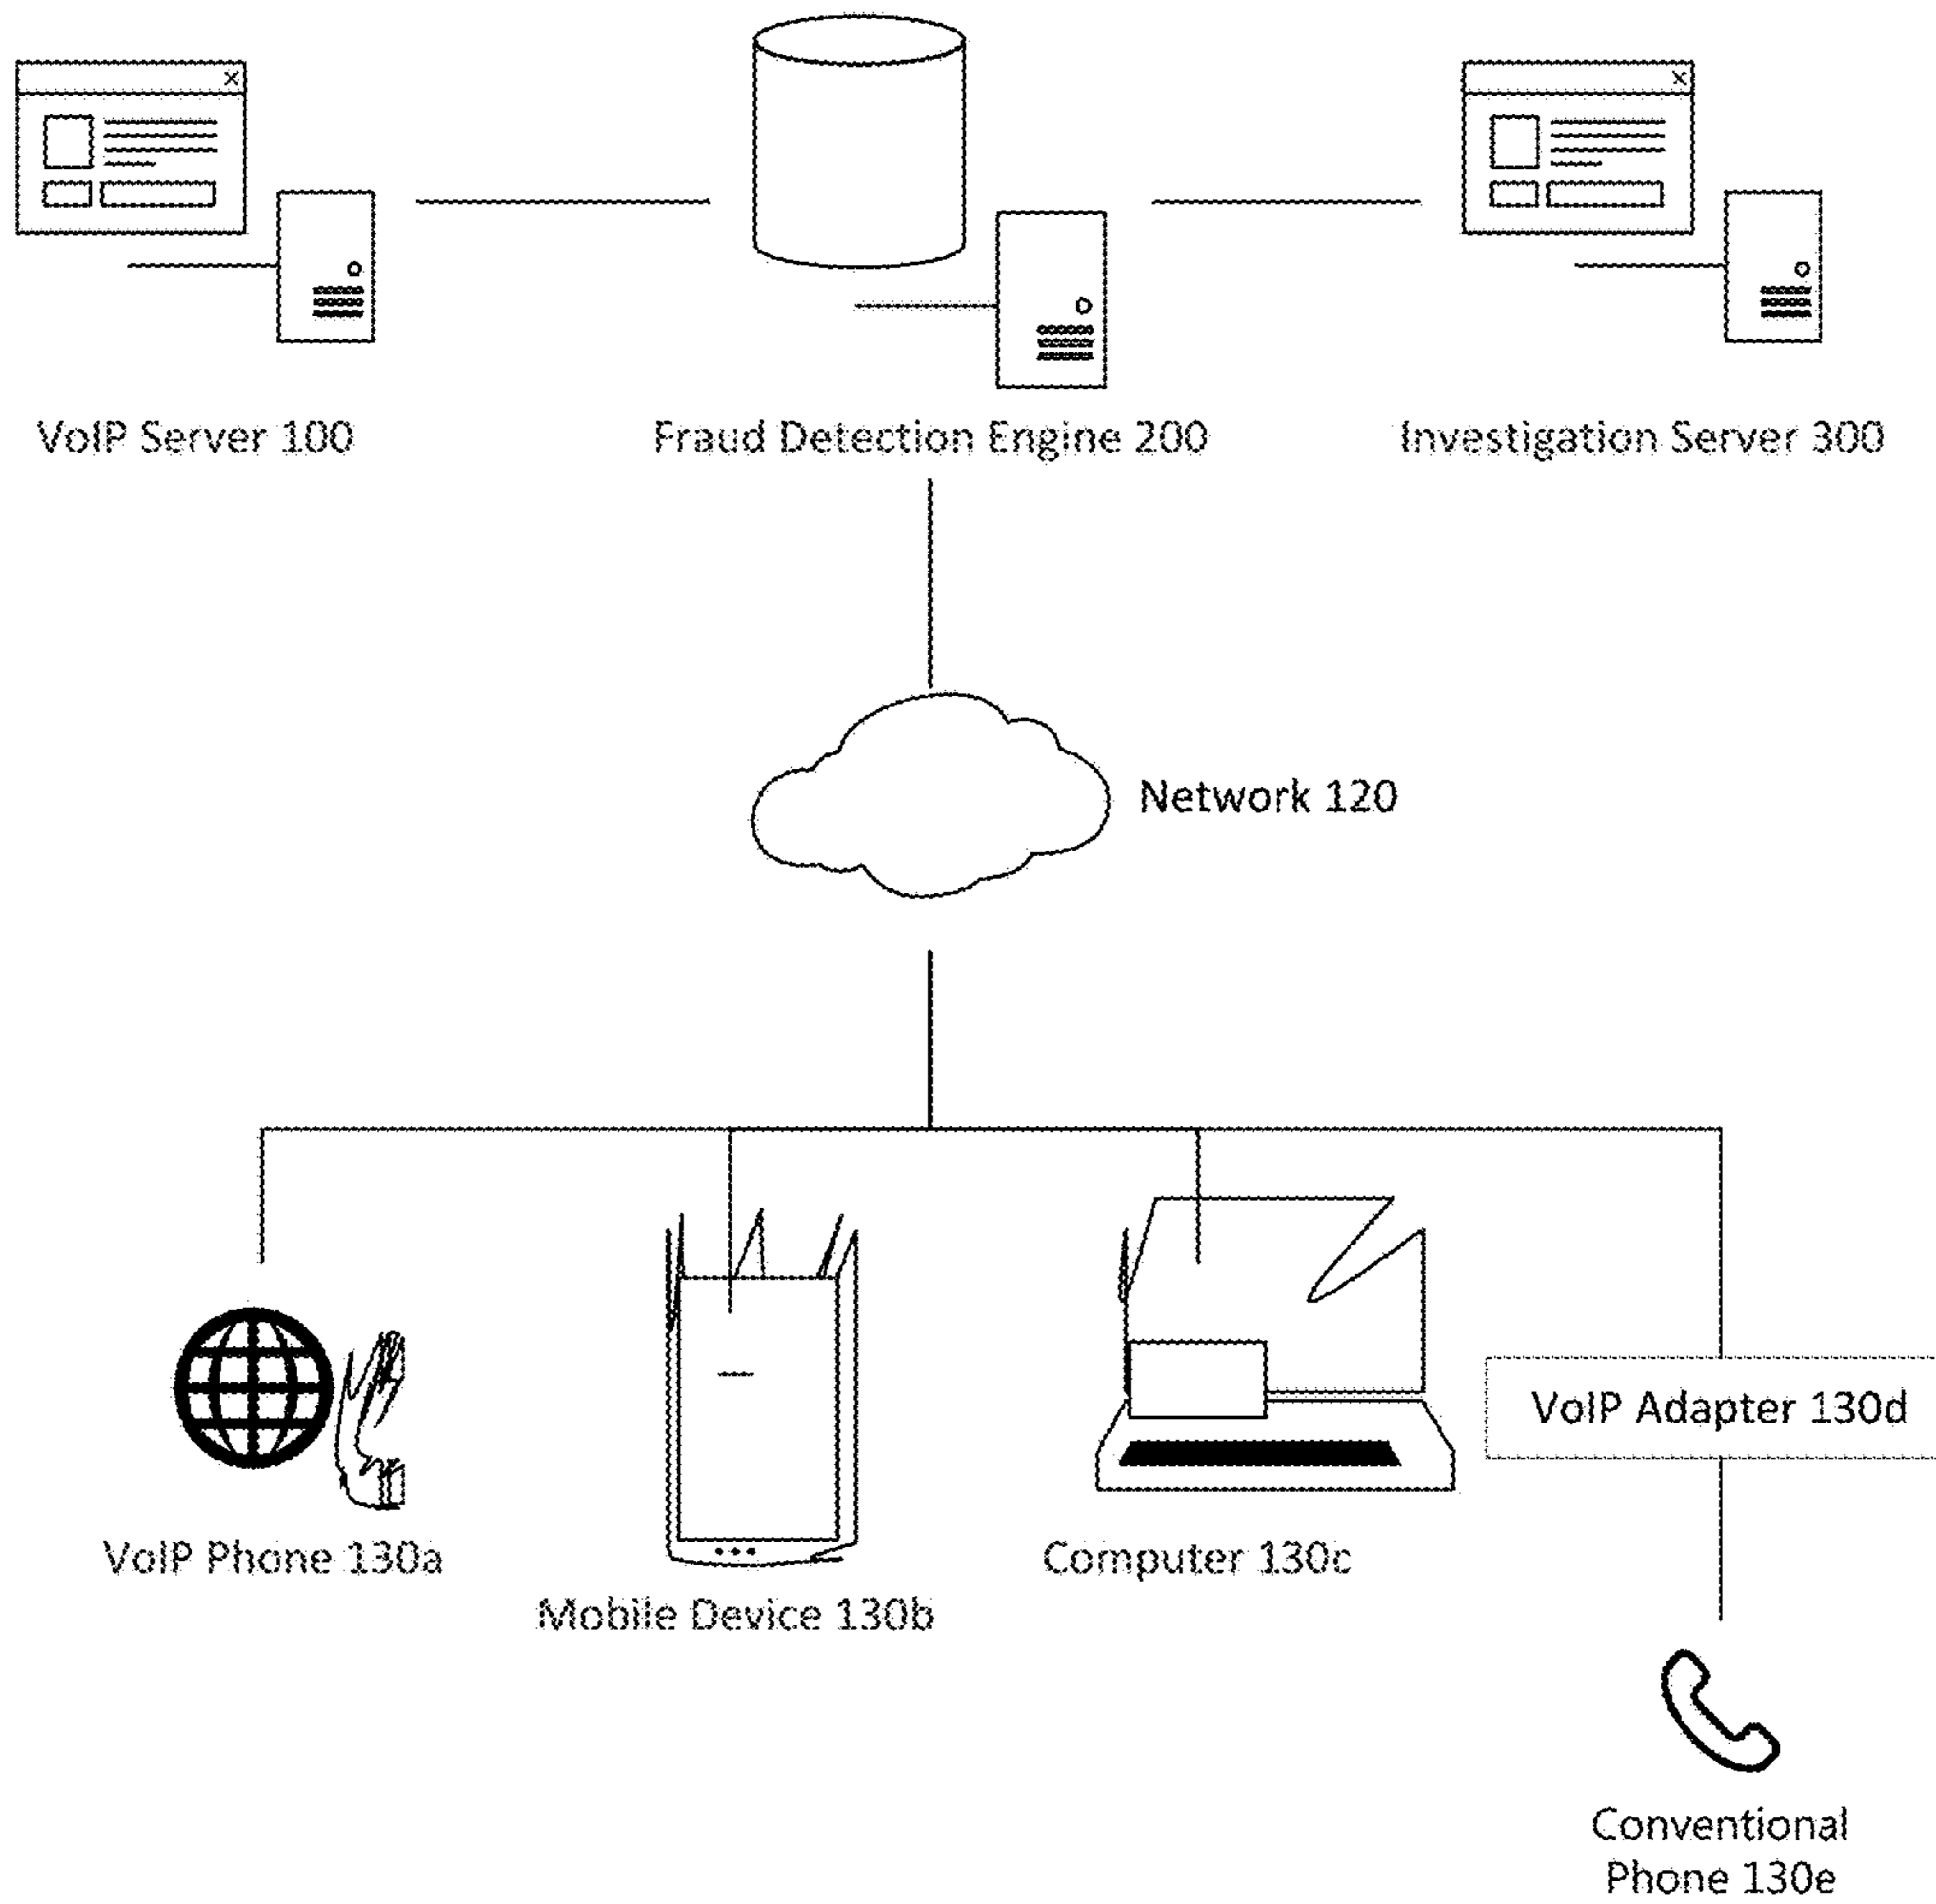 VoIP Server 100
Fraud Detection Engine 200
Investigation Server 300
Network 120
VoIP Adapter 130d
VoIP Phone 130a
Computer 130c
Mobile Device 130b
Conventional
Phone 130e